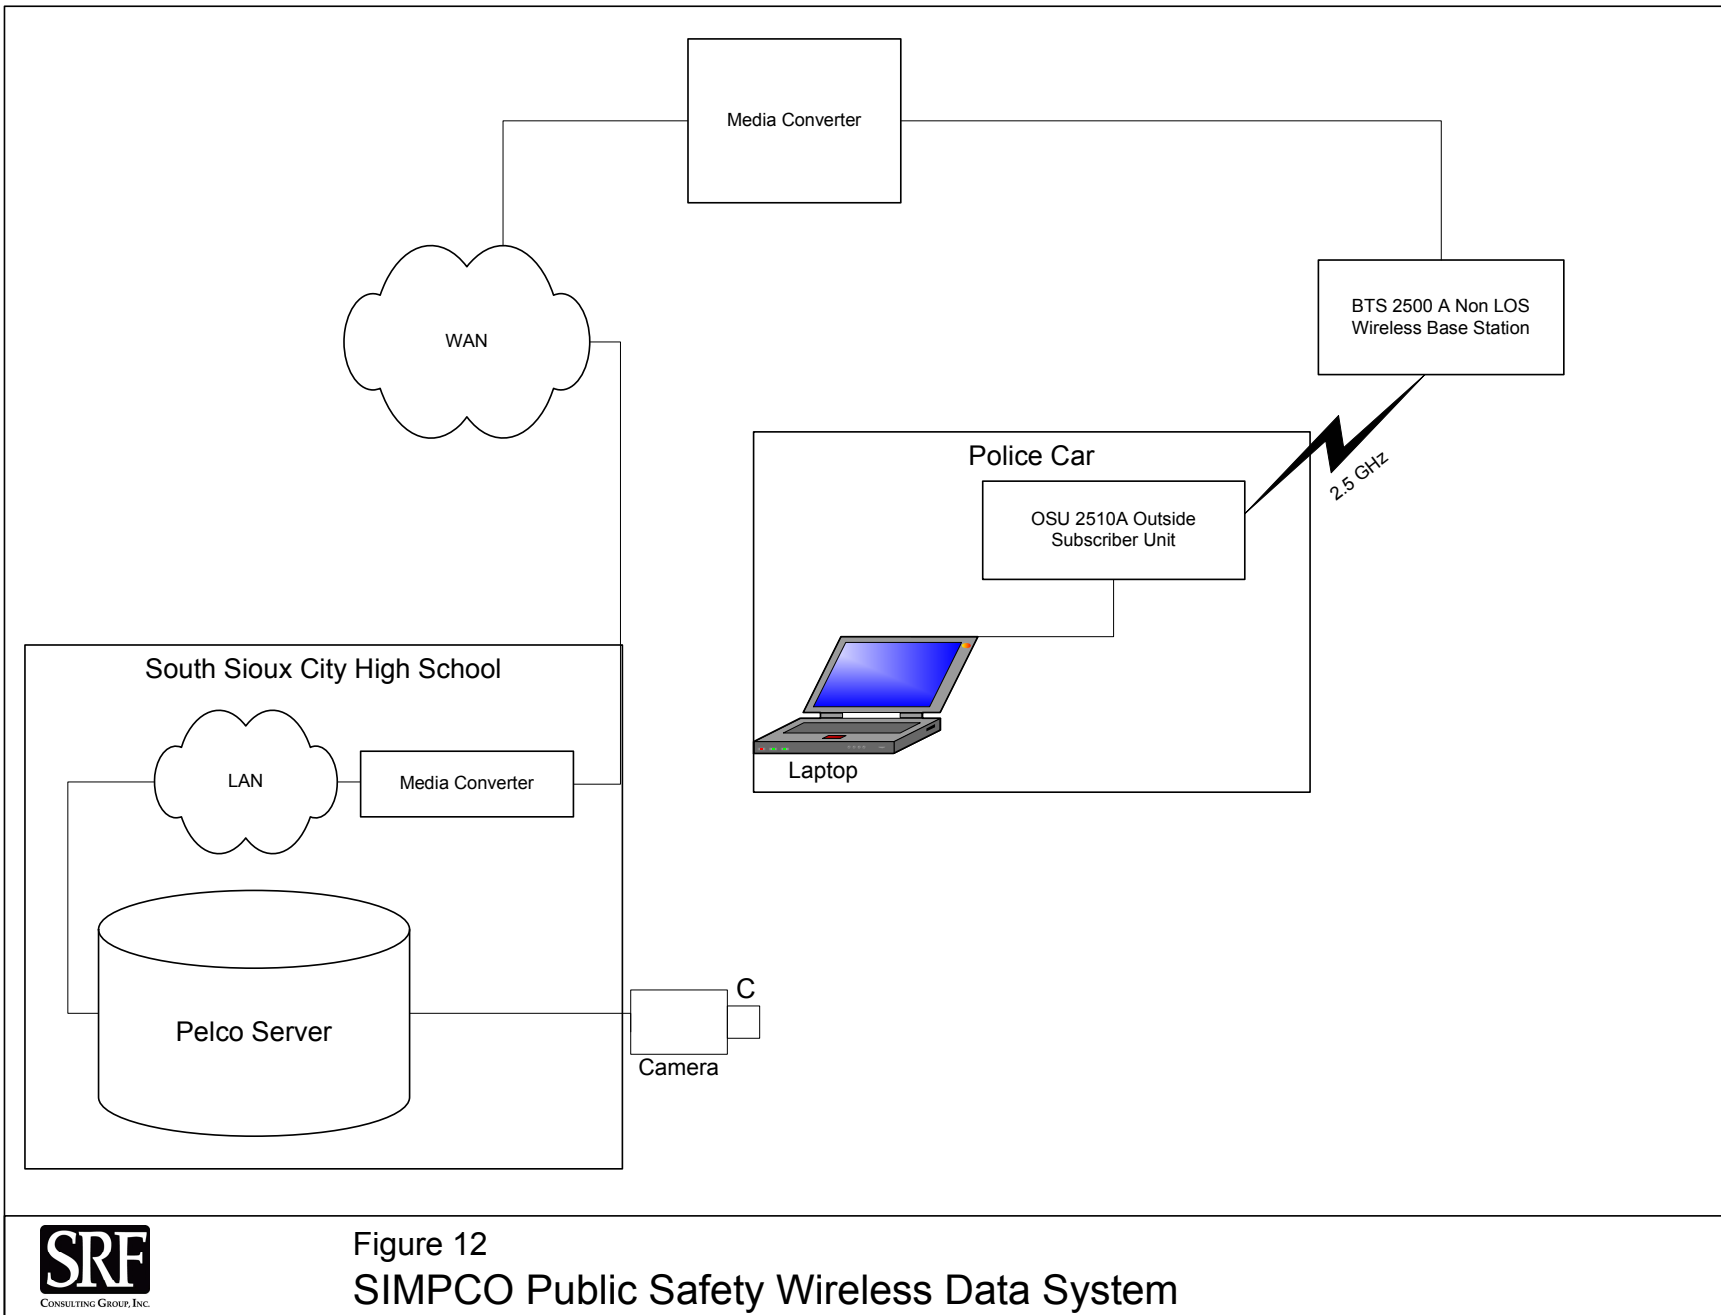 Media Converter
BTS 2500 A Non LOS
Wireless Base Station
WAN
2.5 GHz
Police Car
OSU 2510A Outside
Subscriber Unit
Laptop
South Sioux City High School
LAN
Media Converter
Pelco Server
C
Camera
SRF
CONSULTING GROUP, INC.
Figure 12
SIMPCO Public Safety Wireless Data System